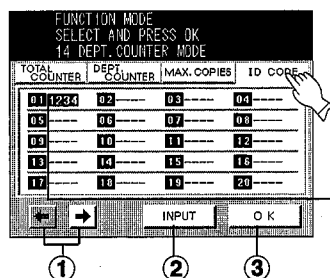 FUNCTION MODE
SELECT AND PRESS OK
14 DEPT.COUNTER MODE
TOTAL COUNTER DEPT. COUNTER MAX. COPIES ID CODE
01 1234 02 ---- 03 ---- 04 ----
05 ---- 06 ---- 07 ---- 08 ----
09 ---- 10 ---- 11 ---- 12 ----
13 ---- 14 ---- 15 ---- 16 ----
17 ---- 18 ---- 19 ---- 20 ----
← → INPUT OK
1 2 3